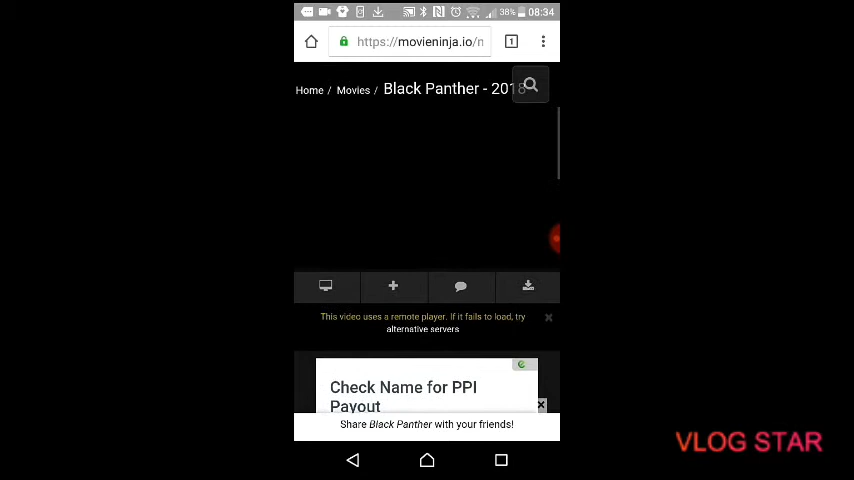 38% 08:34
https://movieninja.io/n
1
Home / Movies / Black Panther - 2018
This video uses a remote player. If it fails to load, try
alternative servers
Check Name for PPI
Payout
Share Black Panther with your friends!
VLOG STAR